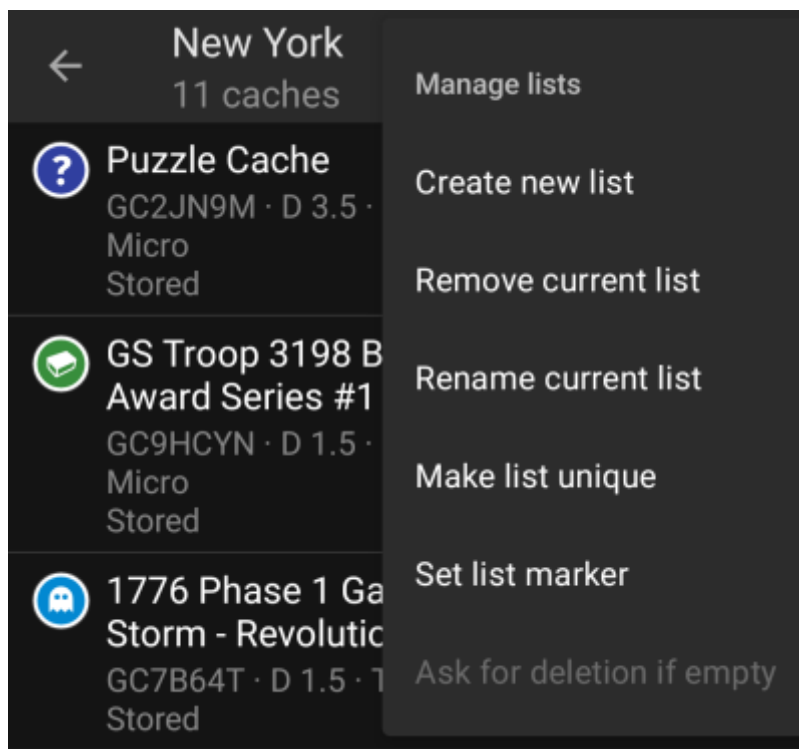 New York
11 caches
Puzzle Cache
GC2JN9M · D 3.5 ·
Micro
Stored
GS Troop 3198 B
Award Series #1
GC9HCYN · D 1.5 ·
Micro
Stored
1776 Phase 1 Ga
Storm - Revolutio
GC7B64T · D 1.5 · T
Stored
Manage lists
Create new list
Remove current list
Rename current list
Make list unique
Set list marker
Ask for deletion if empty